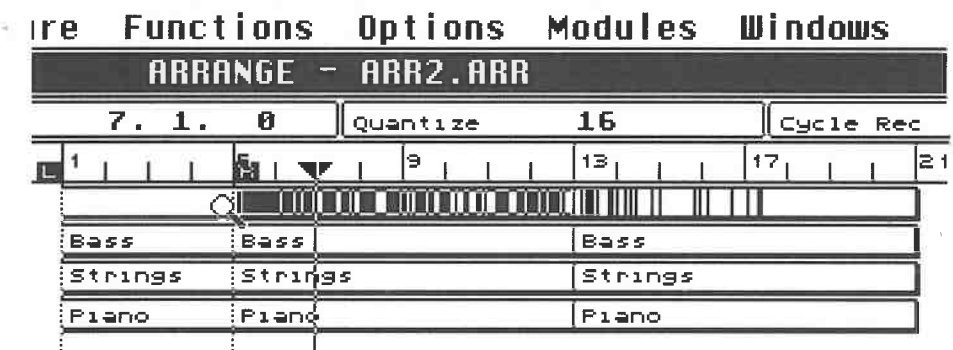 ure Functions Options Modules Windows
ARRANGE - ARR2.ARR
7. 1. 0 Quantize 16 Cycle Rec
L 1 5 R 9 13 17 21
Bass Bass Bass
Strings Strings Strings
Piano Piano Piano